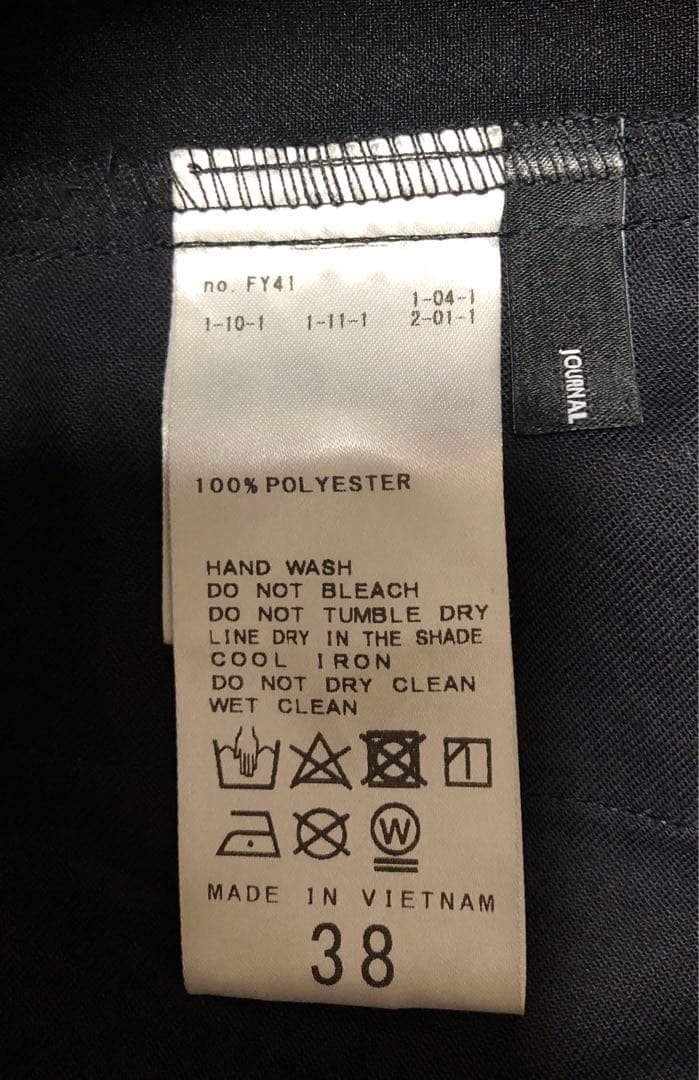 no. FY41
1-04-1
1-10-1 1-11-1 2-01-1
JOURNAL
100% POLYESTER
HAND WASH
DO NOT BLEACH
DO NOT TUMBLE DRY
LINE DRY IN THE SHADE
COOL IRON
DO NOT DRY CLEAN
WET CLEAN
W
MADE IN VIETNAM
38